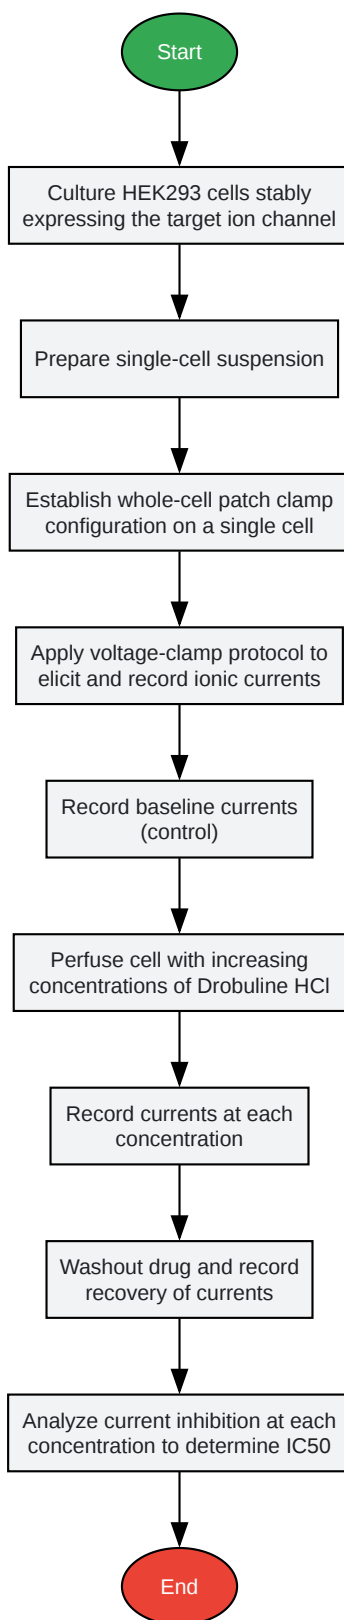 Start
Culture HEK293 cells stably
expressing the target ion channel
Prepare single-cell suspension
Establish whole-cell patch clamp
configuration on a single cell
Apply voltage-clamp protocol to
elicit and record ionic currents
Record baseline currents
(control)
Perfuse cell with increasing
concentrations of Drobuline HCl
Record currents at each
concentration
Washout drug and record
recovery of currents
Analyze current inhibition at each
concentration to determine IC50
End